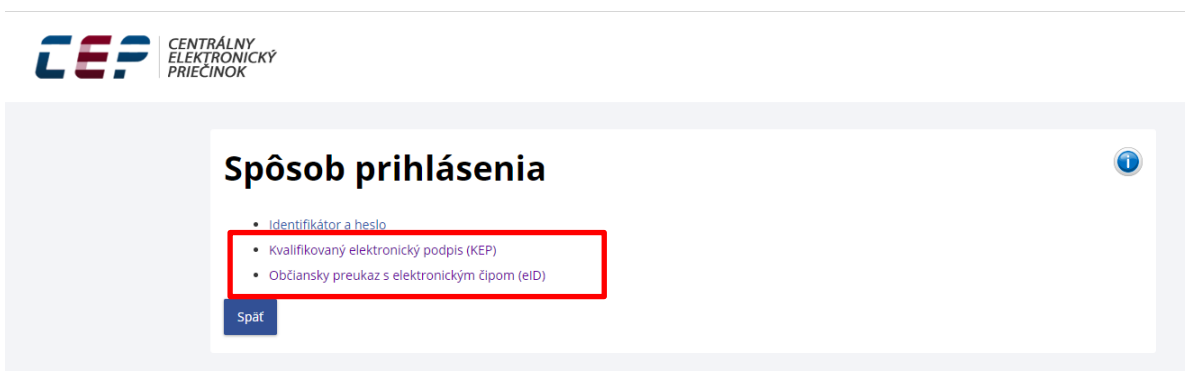 CEP
CENTRÁLNY
ELEKTRONICKÝ
PRIEČINOK
Spôsob prihlásenia
Identifikátor a heslo
Kvalifikovaný elektronický podpis (KEP)
Občiansky preukaz s elektronickým čipom (eID)
Späť